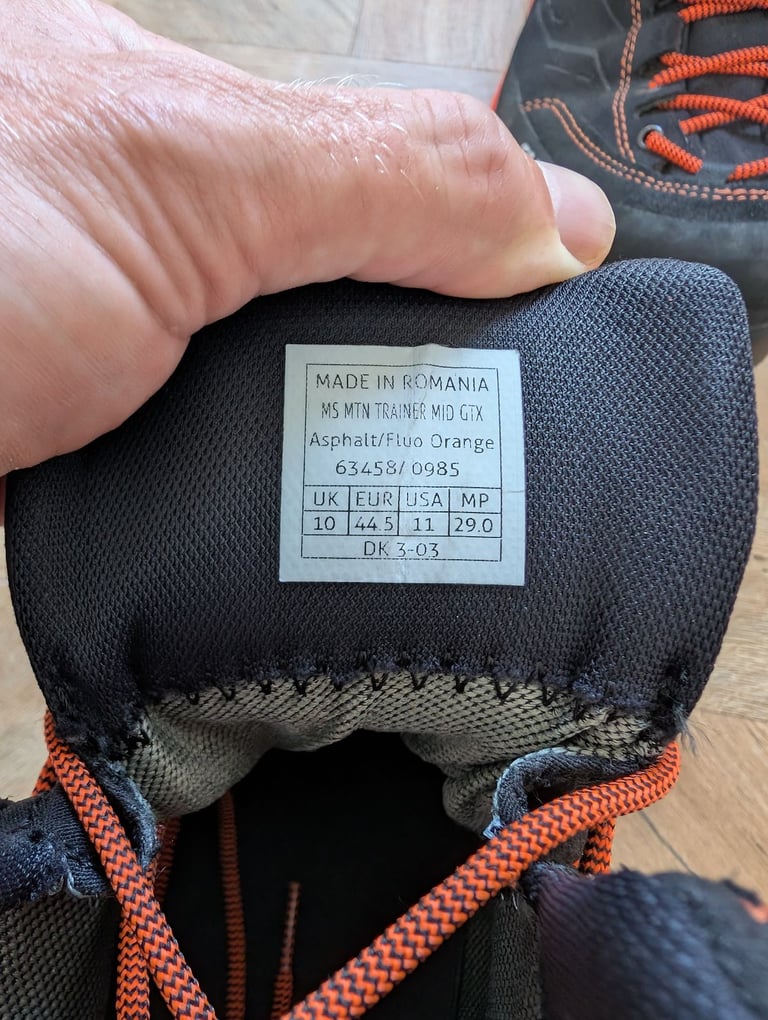 MADE IN ROMANIA
MS MTN TRAINER MID GTX
Asphalt/Fluo Orange
63458/ 0985
UK EUR USA MP
10 44.5 11 29.0
DK 3-03